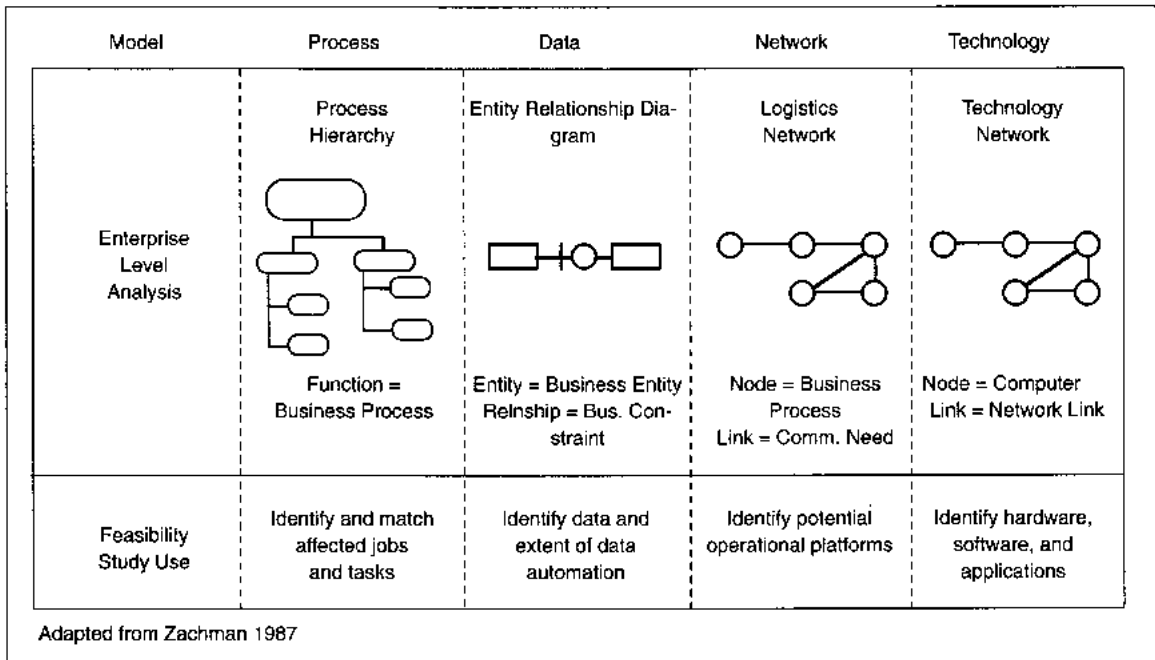 Model Process Data Network Technology
Process
Hierarchy
Entity Relationship Dia-
gram
Logistics
Network
Technology
Network
Enterprise
Level
Analysis
Function =
Business Process
Entity = Business Entity
Relnship = Bus. Con-
straint
Node = Business
Process
Link = Comm. Need
Node = Computer
Link = Network Link
Feasibility
Study Use
Identify and match
affected jobs
and tasks
Identify data and
extent of data
automation
Identify potential
operational platforms
Identify hardware,
software, and
applications
Adapted from Zachman 1987